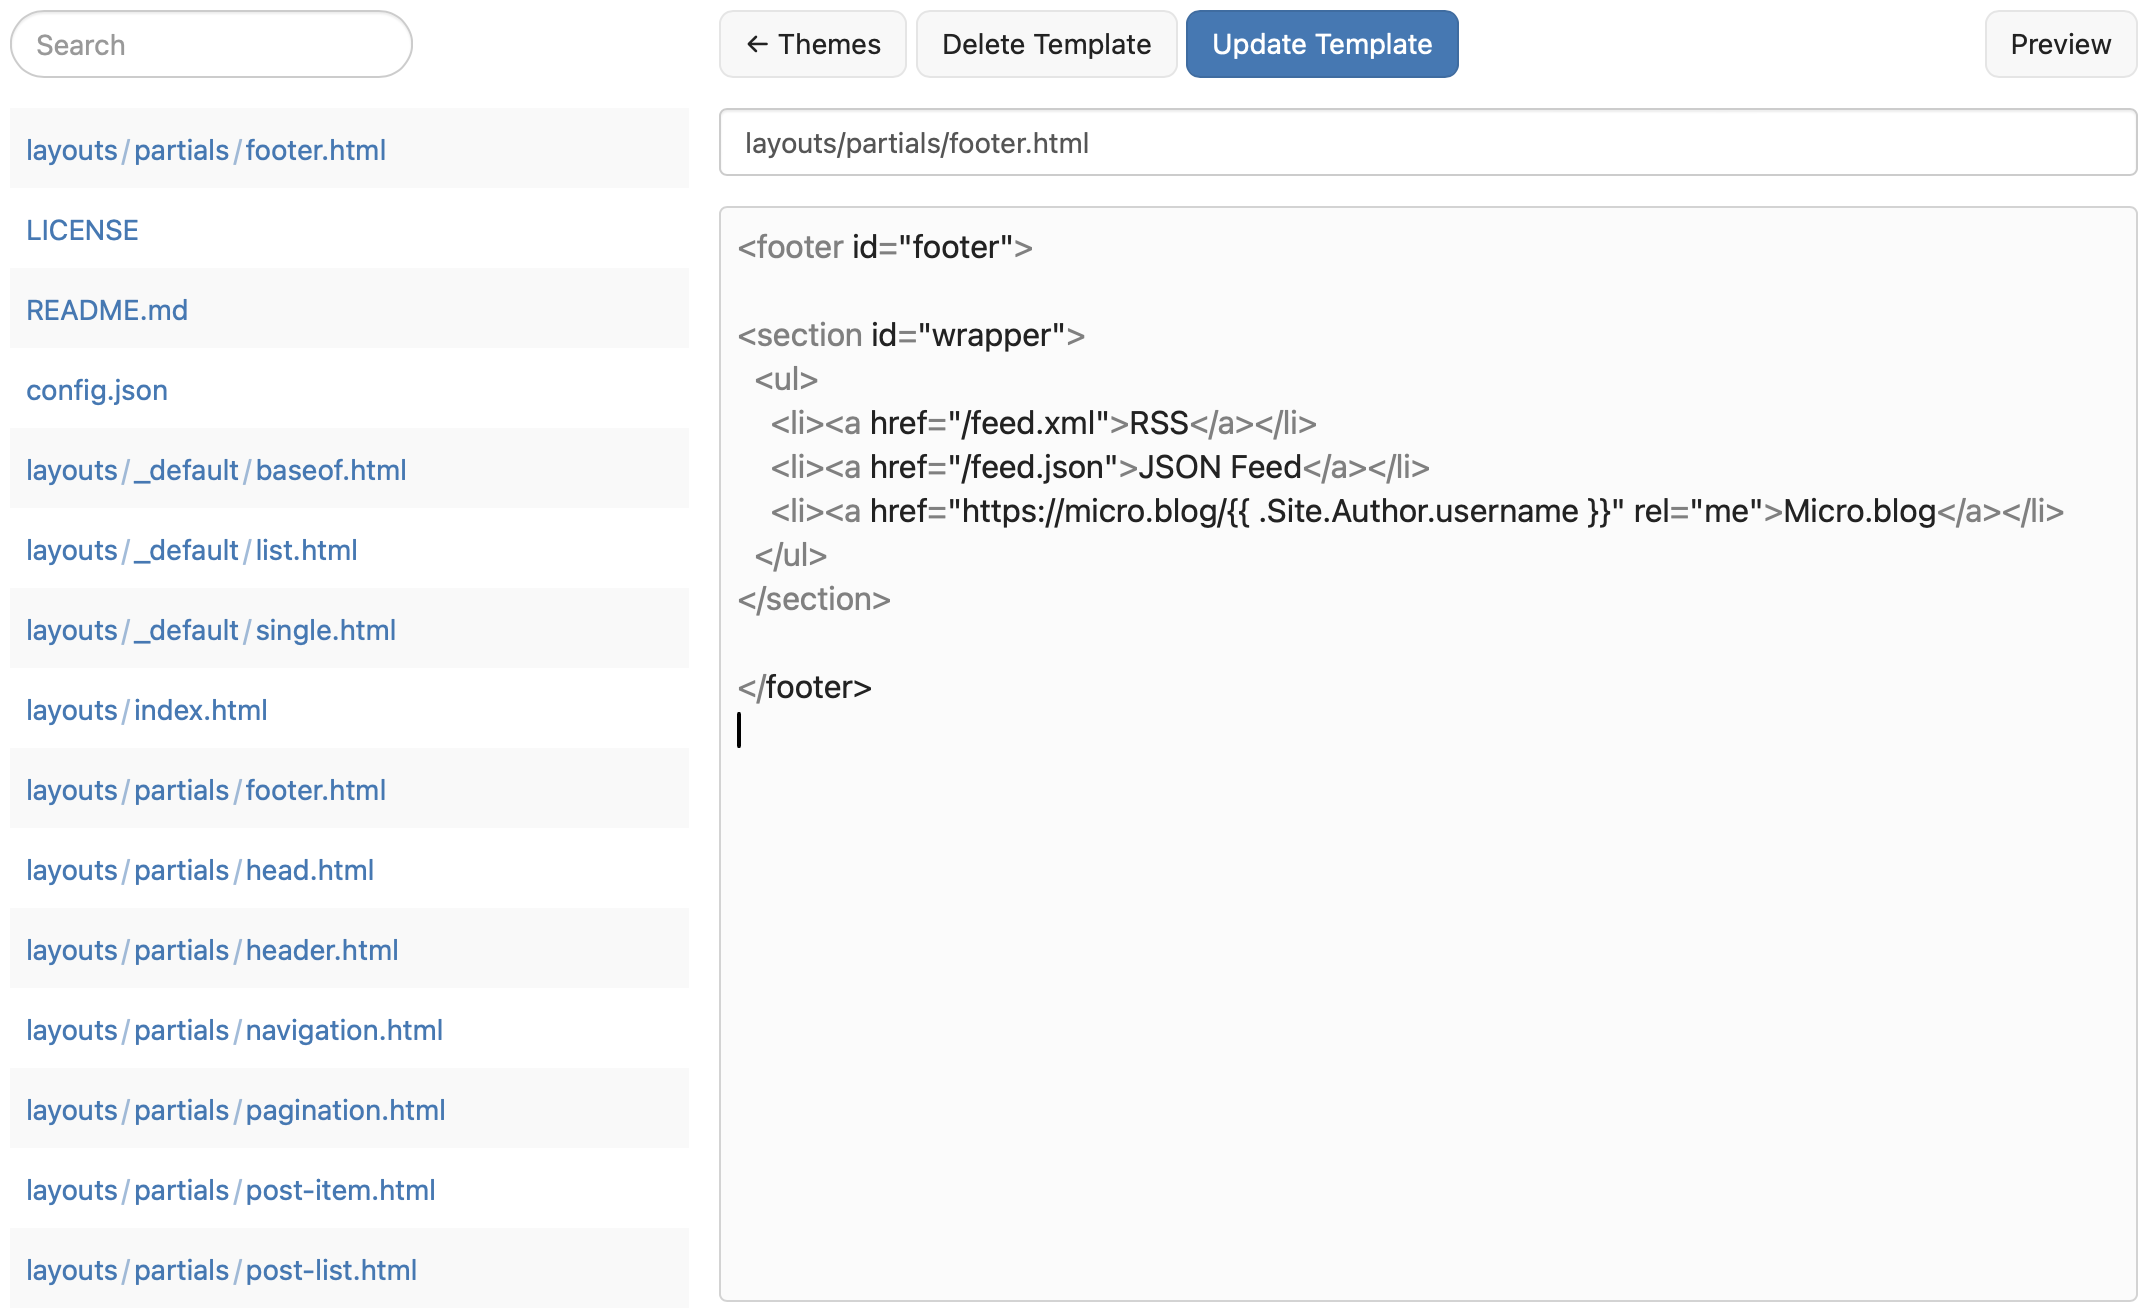 Search
← Themes
Delete Template
Update Template
Preview
layouts/partials/footer.html
LICENSE
README.md
config.json
layouts/_default/baseof.html
layouts/_default/list.html
layouts/_default/single.html
layouts/index.html
layouts/partials/footer.html
layouts/partials/head.html
layouts/partials/header.html
layouts/partials/navigation.html
layouts/partials/pagination.html
layouts/partials/post-item.html
layouts/partials/post-list.html
layouts/partials/footer.html
<footer id="footer">
<section id="wrapper">
<ul>
<li><a href="/feed.xml">RSS</a></li>
<li><a href="/feed.json">JSON Feed</a></li>
<li><a href="https://micro.blog/{{ .Site.Author.username }}" rel="me">Micro.blog</a></li>
</ul>
</section>
</footer>